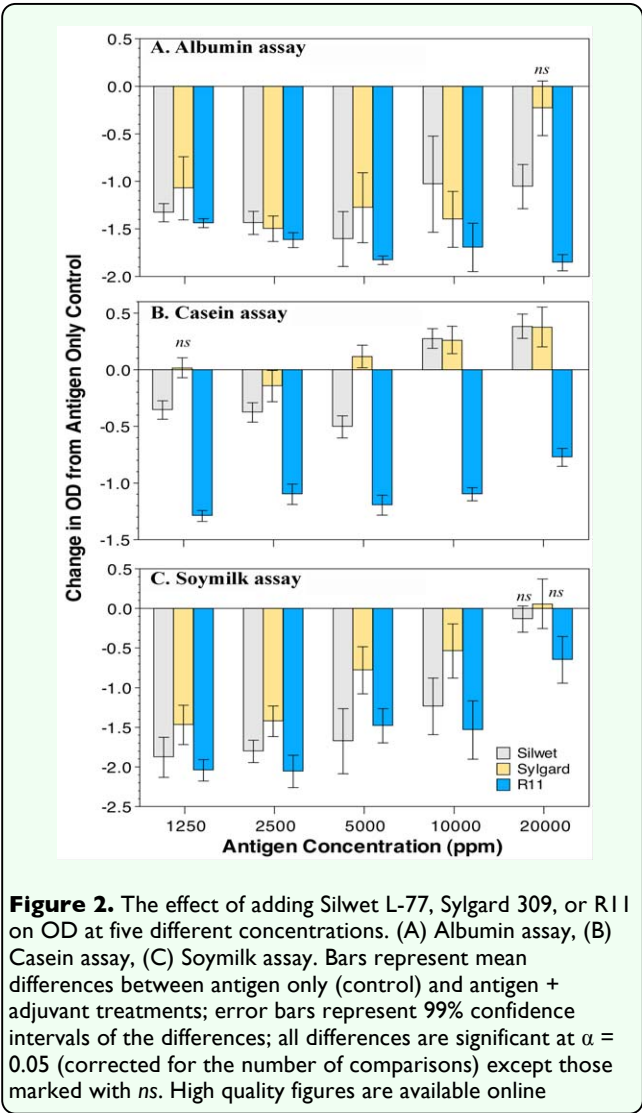 0.5
A. Albumin assay
ns
0.0
-0.5
-1.0
-1.5
-2.0
Change in OD from Antigen Only Control
0.5
B. Casein assay
ns
0.0
-0.5
-1.0
-1.5
0.5
C. Soymilk assay
ns
ns
0.0
-0.5
-1.0
-1.5
-2.0
-2.5
Silwet
Sylgard
R11
1250 2500 5000 10000 20000
Antigen Concentration (ppm)
Figure 2. The effect of adding Silwet L-77, Sylgard 309, or R11
on OD at five different concentrations. (A) Albumin assay, (B)
Casein assay, (C) Soymilk assay. Bars represent mean
differences between antigen only (control) and antigen +
adjuvant treatments; error bars represent 99% confidence
intervals of the differences; all differences are significant at α =
0.05 (corrected for the number of comparisons) except those
marked with ns. High quality figures are available online